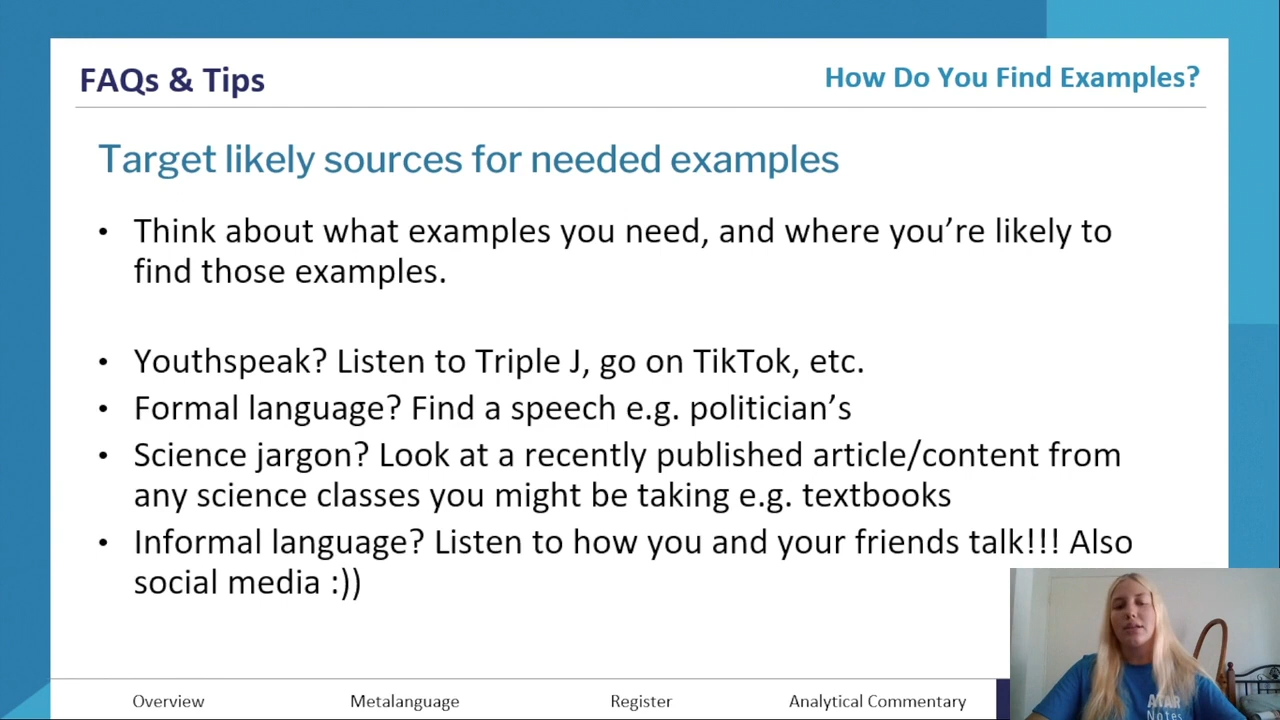 FAQs & Tips
How Do You Find Examples?
Target likely sources for needed examples
• Think about what examples you need, and where you’re likely to
find those examples.
• Youthspeak? Listen to Triple J, go on TikTok, etc.
• Formal language? Find a speech e.g. politician’s
• Science jargon? Look at a recently published article/content from
any science classes you might be taking e.g. textbooks
• Informal language? Listen to how you and your friends talk!!! Also
social media :))
Overview
Metalanguage
Register
Analytical Commentary
ATAR
Notes